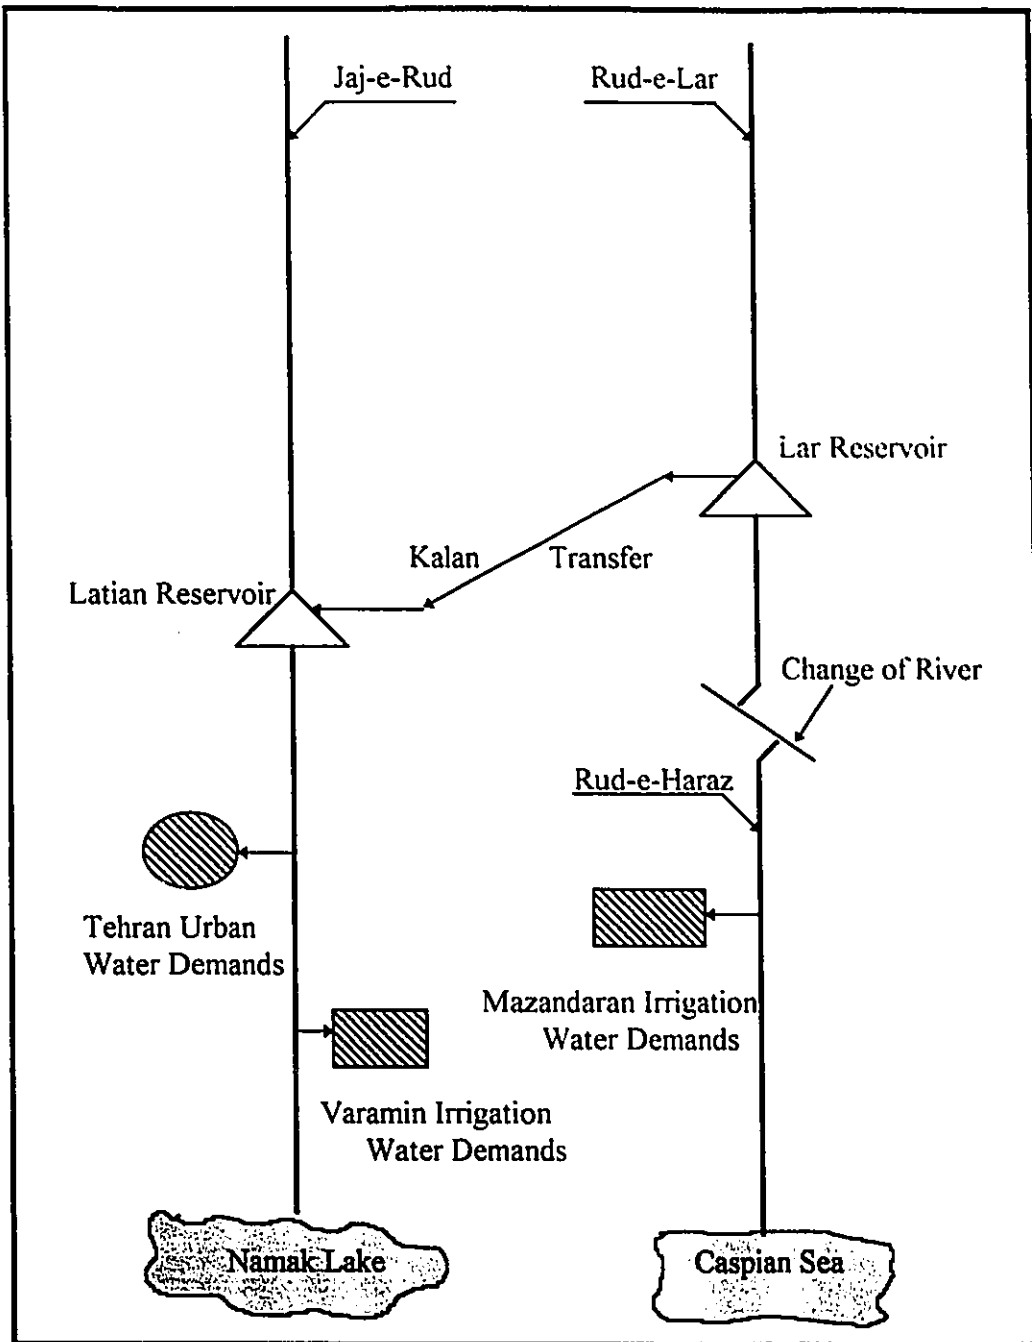 Jaj-e-Rud
Rud-e-Lar
Lar Reservoir
Kalan Transfer
Latian Reservoir
Change of River
Rud-e-Haraz
Tehran Urban
Water Demands
Mazandaran Irrigation
Water Demands
Varamin Irrigation
Water Demands
Namak Lake
Caspian Sea